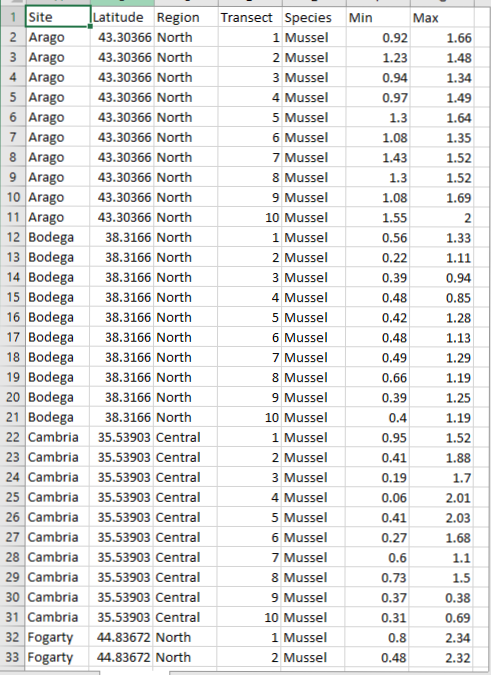 1 Site Latitude Region Transect Species Min Max
2 Arago 43.30366 North 1 Mussel 0.92 1.66
3 Arago 43.30366 North 2 Mussel 1.23 1.48
4 Arago 43.30366 North 3 Mussel 0.94 1.34
5 Arago 43.30366 North 4 Mussel 0.97 1.49
6 Arago 43.30366 North 5 Mussel 1.3 1.64
7 Arago 43.30366 North 6 Mussel 1.08 1.35
8 Arago 43.30366 North 7 Mussel 1.43 1.52
9 Arago 43.30366 North 8 Mussel 1.3 1.52
10 Arago 43.30366 North 9 Mussel 1.08 1.69
11 Arago 43.30366 North 10 Mussel 1.55 2
12 Bodega 38.3166 North 1 Mussel 0.56 1.33
13 Bodega 38.3166 North 2 Mussel 0.22 1.11
14 Bodega 38.3166 North 3 Mussel 0.39 0.94
15 Bodega 38.3166 North 4 Mussel 0.48 0.85
16 Bodega 38.3166 North 5 Mussel 0.42 1.28
17 Bodega 38.3166 North 6 Mussel 0.48 1.13
18 Bodega 38.3166 North 7 Mussel 0.49 1.29
19 Bodega 38.3166 North 8 Mussel 0.66 1.19
20 Bodega 38.3166 North 9 Mussel 0.39 1.25
21 Bodega 38.3166 North 10 Mussel 0.4 1.19
22 Cambria 35.53903 Central 1 Mussel 0.95 1.52
23 Cambria 35.53903 Central 2 Mussel 0.41 1.88
24 Cambria 35.53903 Central 3 Mussel 0.19 1.7
25 Cambria 35.53903 Central 4 Mussel 0.06 2.01
26 Cambria 35.53903 Central 5 Mussel 0.41 2.03
27 Cambria 35.53903 Central 6 Mussel 0.27 1.68
28 Cambria 35.53903 Central 7 Mussel 0.6 1.1
29 Cambria 35.53903 Central 8 Mussel 0.73 1.5
30 Cambria 35.53903 Central 9 Mussel 0.37 0.38
31 Cambria 35.53903 Central 10 Mussel 0.31 0.69
32 Fogarty 44.83672 North 1 Mussel 0.8 2.34
33 Fogarty 44.83672 North 2 Mussel 0.48 2.32